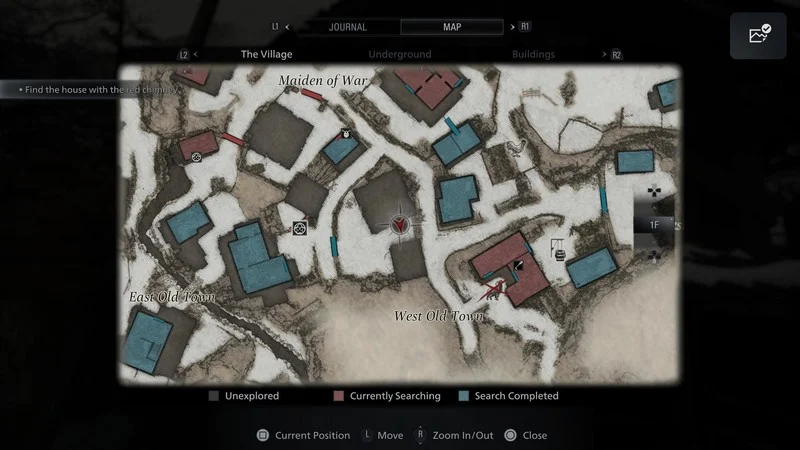 L1 JOURNAL MAP R1
L2 The Village Underground Buildings R2
• Find the house with the red chimney
Maiden of War
1F
East Old Town
West Old Town
Unexplored Currently Searching Search Completed
Current Position L Move R Zoom In/Out Close